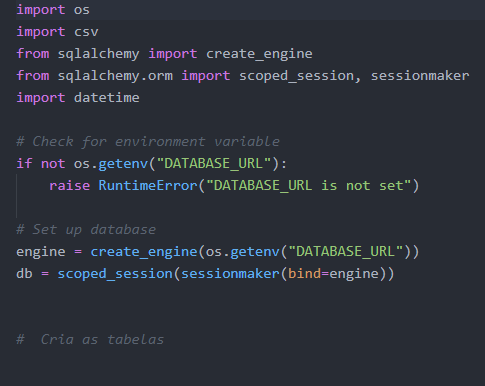 import os
import csv
from sqlalchemy import create_engine
from sqlalchemy.orm import scoped_session, sessionmaker
import datetime
# Check for environment variable
if not os.getenv("DATABASE_URL"):
    raise RuntimeError("DATABASE_URL is not set")
# Set up database
engine = create_engine(os.getenv("DATABASE_URL"))
db = scoped_session(sessionmaker(bind=engine))
#  Cria as tabelas